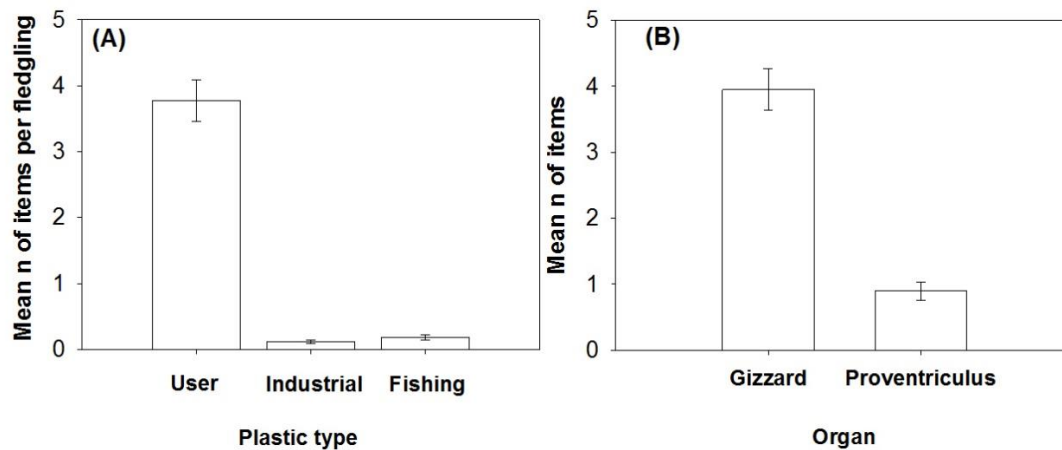 (A)
Mean n of items per fledgling
5
4
3
2
1
0
User Industrial Fishing
Plastic type
(B)
Mean n of items
5
4
3
2
1
0
Gizzard Proventriculus
Organ